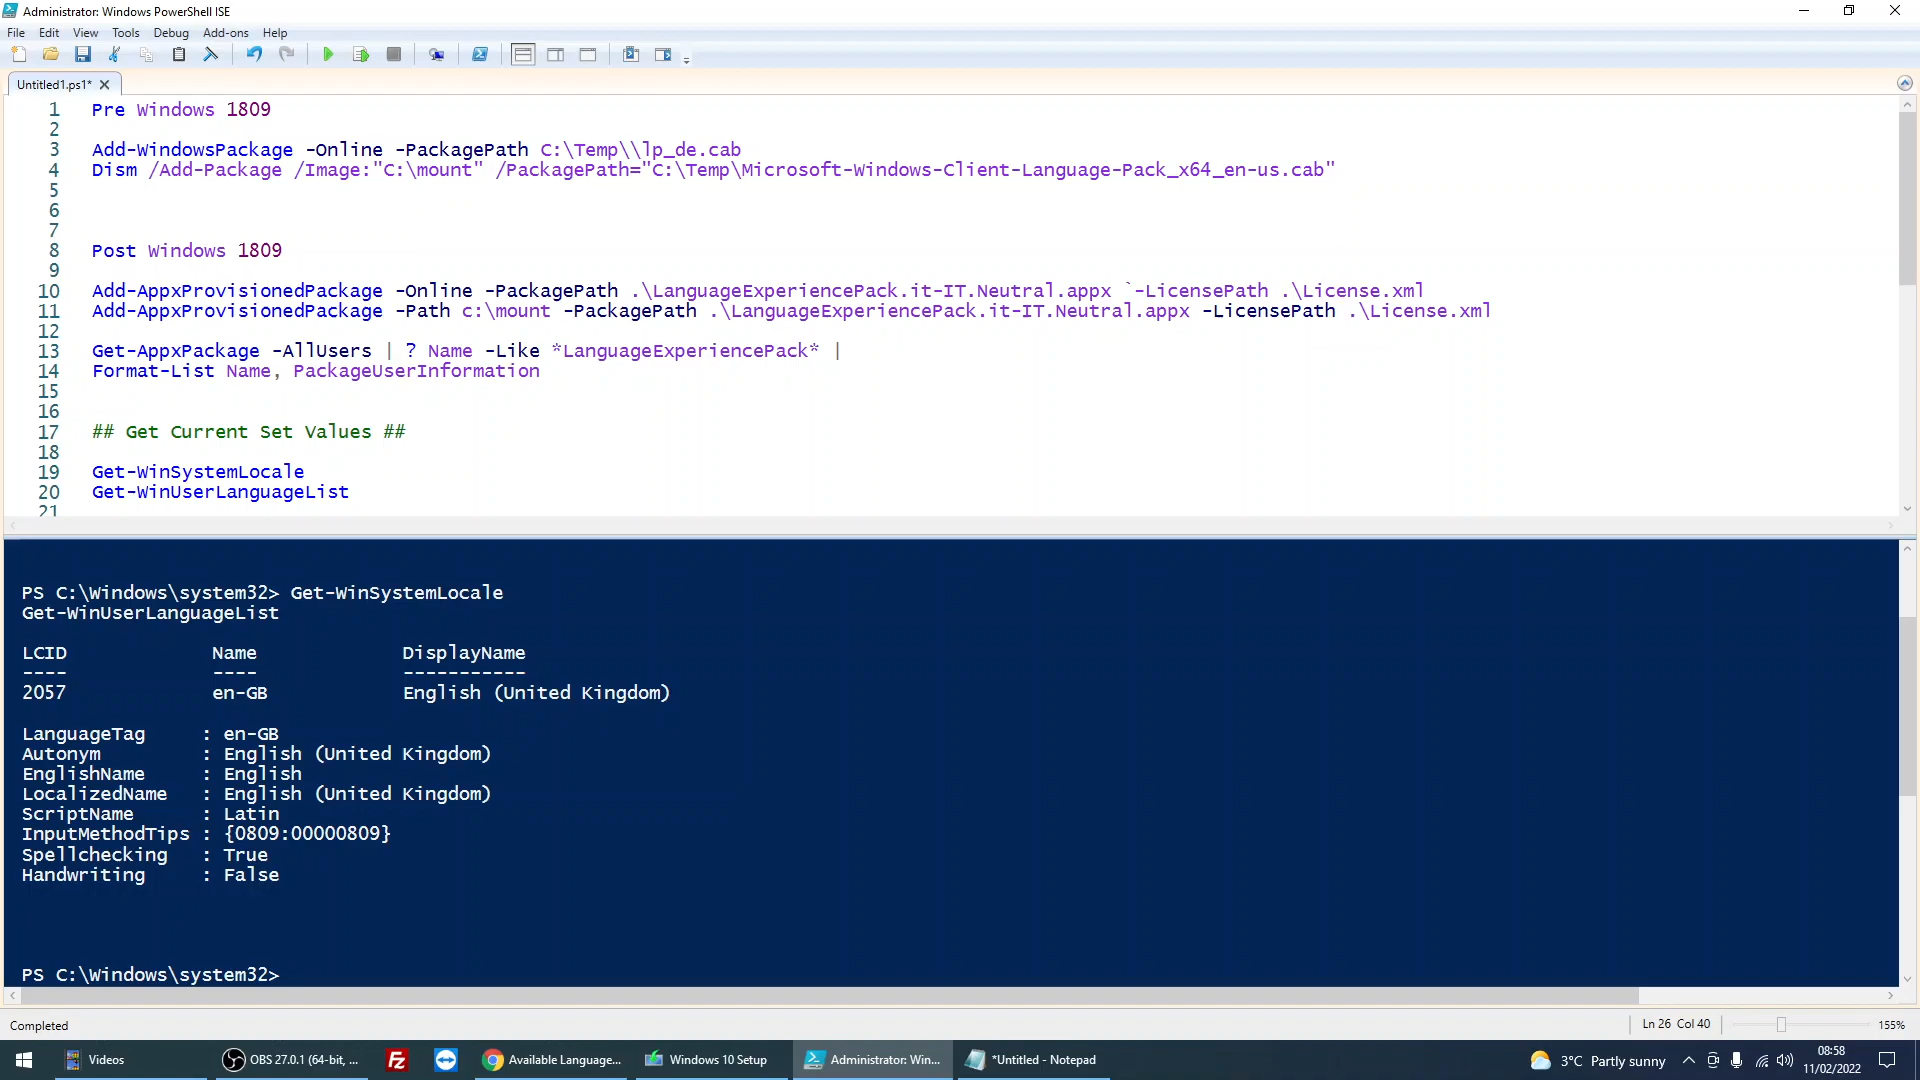 Administrator: Windows PowerShell ISE
File Edit View Tools Debug Add-ons Help
Untitled1.ps1*
1 Pre Windows 1809
2
3 Add-WindowsPackage -Online -PackagePath C:\Temp\\lp_de.cab
4 Dism /Add-Package /Image:"C:\mount" /PackagePath="C:\Temp\Microsoft-Windows-Client-Language-Pack_x64_en-us.cab"
5
6
7
8 Post Windows 1809
9
10 Add-AppxProvisionedPackage -Online -PackagePath .\LanguageExperiencePack.it-IT.Neutral.appx `-LicensePath .\License.xml
11 Add-AppxProvisionedPackage -Path c:\mount -PackagePath .\LanguageExperiencePack.it-IT.Neutral.appx -LicensePath .\License.xml
12
13 Get-AppxPackage -AllUsers | ? Name -Like *LanguageExperiencePack* |
14 Format-List Name, PackageUserInformation
15
16
17 ## Get Current Set Values ##
18
19 Get-WinSystemLocale
20 Get-WinUserLanguageList
21
PS C:\Windows\system32> Get-WinSystemLocale
Get-WinUserLanguageList
LCID Name DisplayName
---- ---- -----------
2057 en-GB English (United Kingdom)
LanguageTag : en-GB
Autonym : English (United Kingdom)
EnglishName : English
LocalizedName : English (United Kingdom)
ScriptName : Latin
InputMethodTips : {0809:00000809}
Spellchecking : True
Handwriting : False
PS C:\Windows\system32>
Completed
Ln 26 Col 40
155%
Videos
OBS 27.0.1 (64-bit, ...
Fz
Available Language...
Windows 10 Setup
Administrator: Win...
*Untitled - Notepad
3°C Partly sunny
08:58
11/02/2022